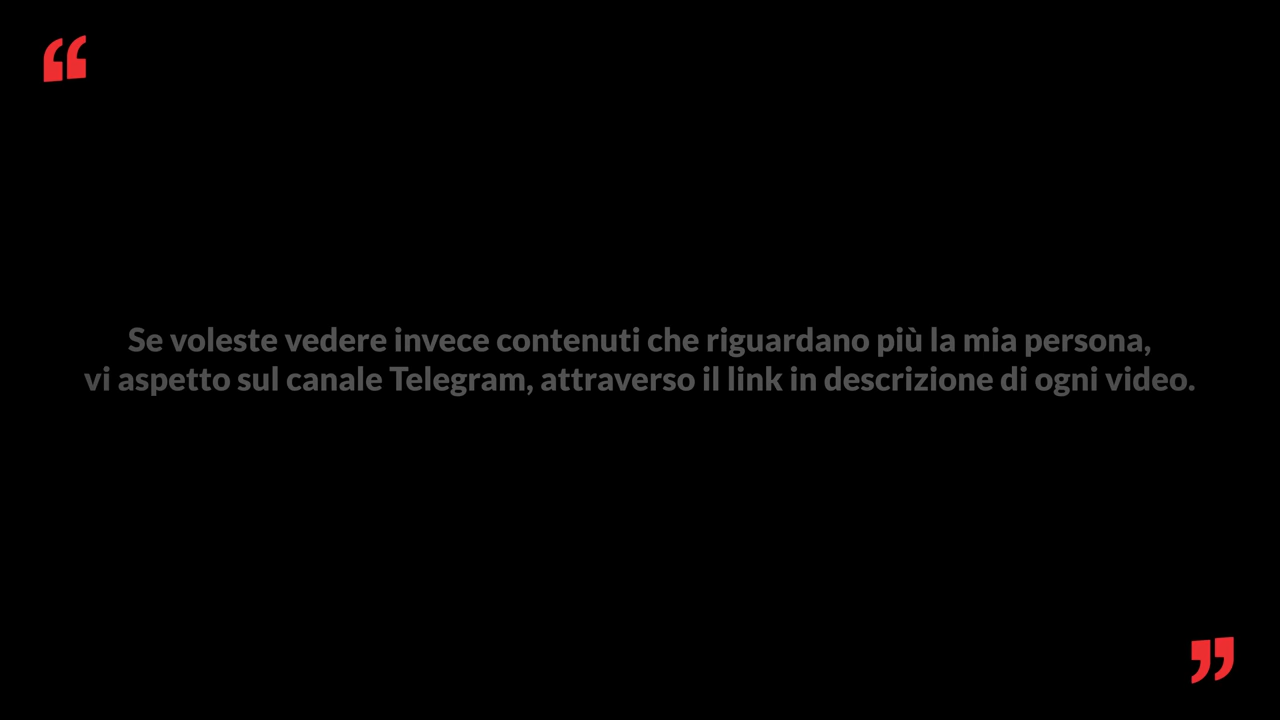 “
Se voleste vedere invece contenuti che riguardano più la mia persona,
vi aspetto sul canale Telegram, attraverso il link in descrizione di ogni video.
”